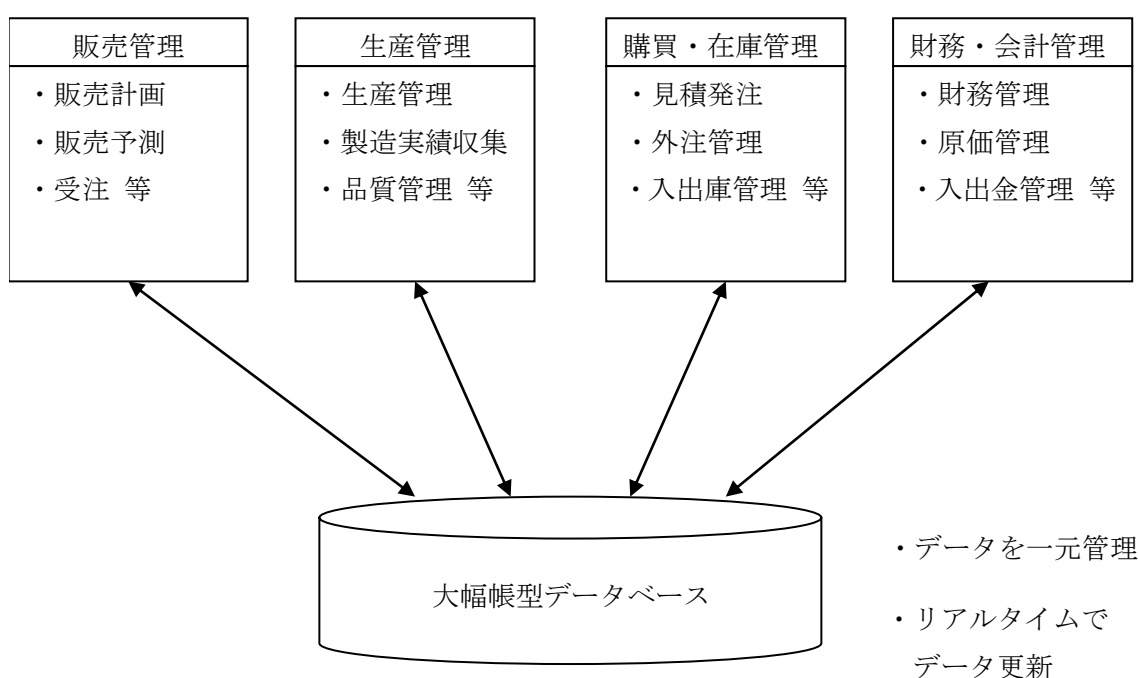 販売管理
・販売計画
・販売予測
・受注 等
生産管理
・生産管理
・製造実績収集
・品質管理 等
購買・在庫管理
・見積発注
・外注管理
・入出庫管理 等
財務・会計管理
・財務管理
・原価管理
・入出金管理 等
大幅帳型データベース
・データを一元管理
・リアルタイムで
データ更新